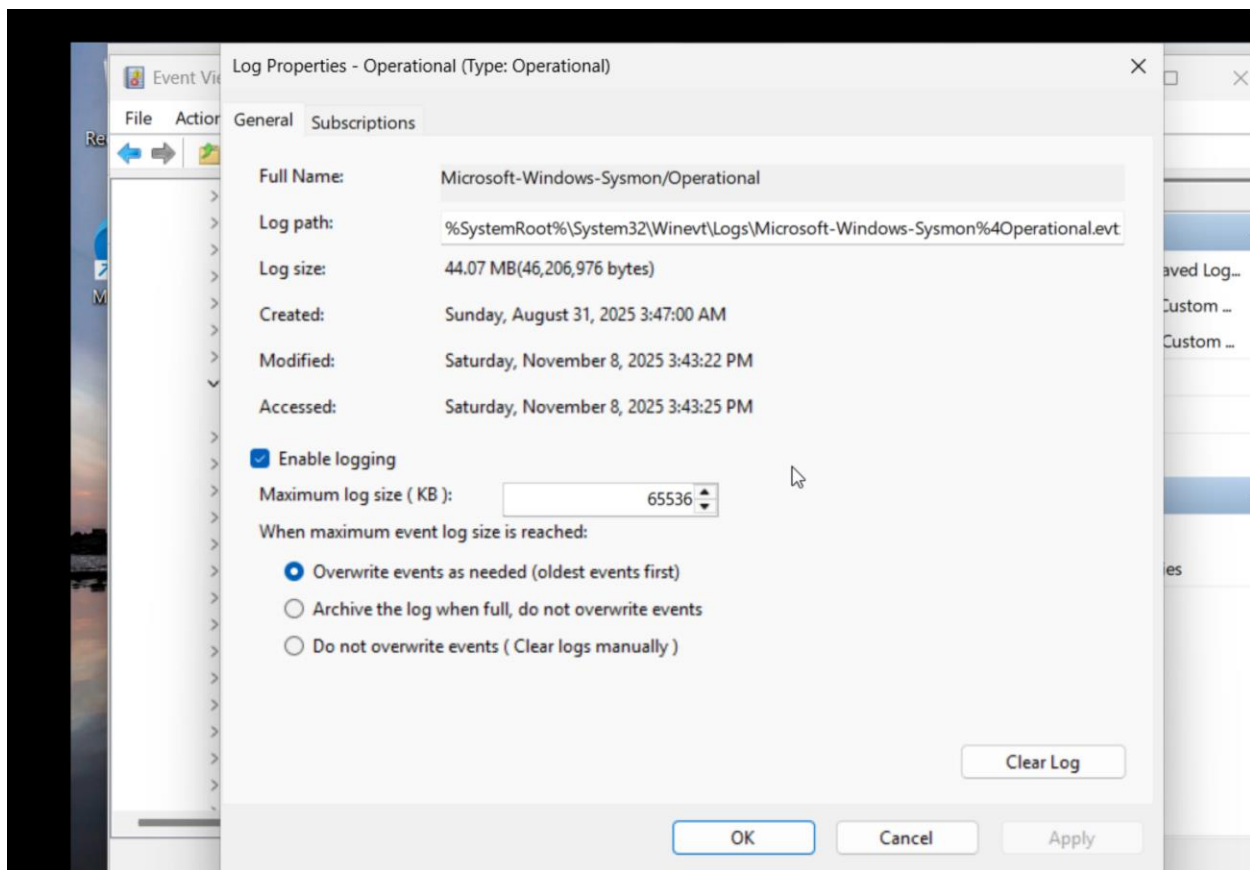 Event Vie
Log Properties - Operational (Type: Operational)
File Action
General Subscriptions
Re
Full Name: Microsoft-Windows-Sysmon/Operational
Log path: %SystemRoot%\System32\Winevt\Logs\Microsoft-Windows-Sysmon%4Operational.evt
Log size: 44.07 MB(46,206,976 bytes)
aved Log...
M
Created: Sunday, August 31, 2025 3:47:00 AM
Custom ...
Custom ...
Modified: Saturday, November 8, 2025 3:43:22 PM
Accessed: Saturday, November 8, 2025 3:43:25 PM
Enable logging
Maximum log size ( KB ): 65536
When maximum event log size is reached:
Overwrite events as needed (oldest events first)
es
Archive the log when full, do not overwrite events
Do not overwrite events ( Clear logs manually )
Clear Log
OK Cancel Apply